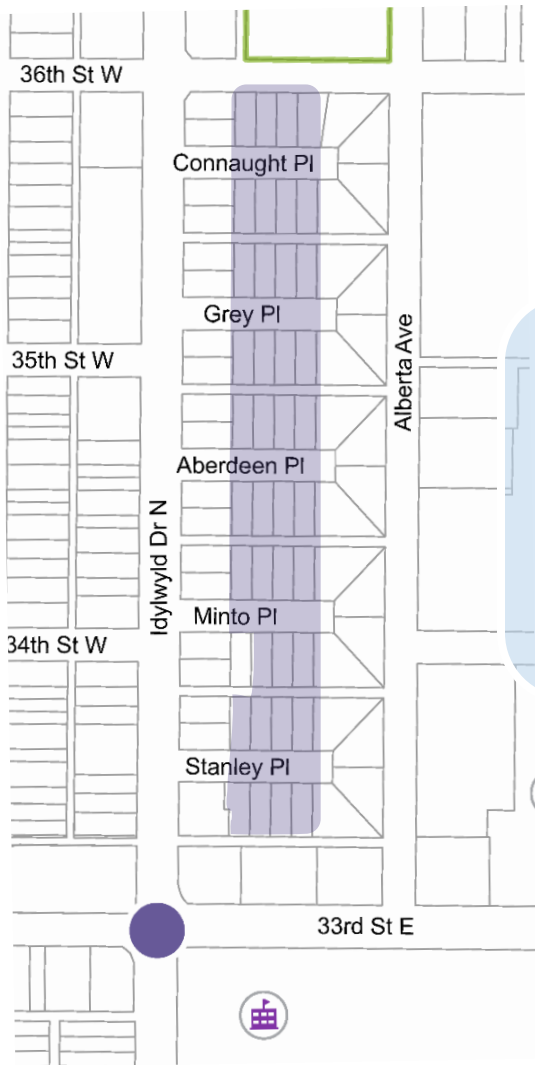 36th St W
Connaught Pl
Grey Pl
Alberta Ave
35th St W
Aberdeen Pl
Idylwyld Dr N
Minto Pl
34th St W
Stanley Pl
33rd St E